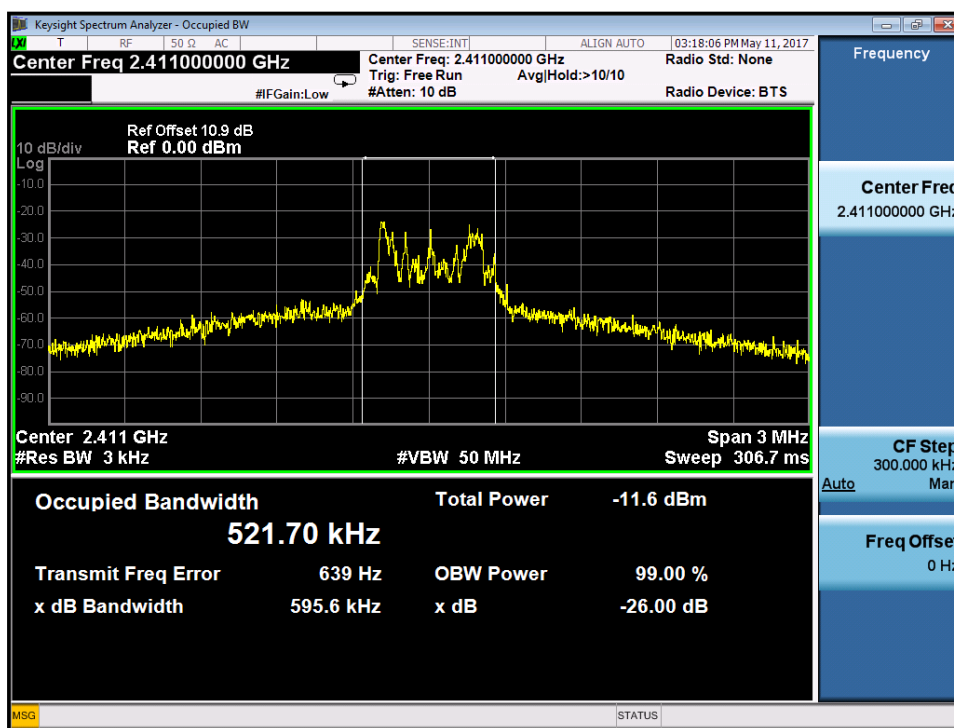 Keysight Spectrum Analyzer - Occupied BW
LXI T RF 50 Ω AC SENSE:INT ALIGN AUTO 03:18:06 PM May 11, 2017
Center Freq 2.411000000 GHz
Center Freq: 2.411000000 GHz
Radio Std: None
Trig: Free Run Avg|Hold:>10/10
#IFGain:Low
#Atten: 10 dB
Radio Device: BTS
Ref Offset 10.9 dB
10 dB/div Ref 0.00 dBm
Log
-10.0
-20.0
-30.0
-40.0
-50.0
-60.0
-70.0
-80.0
-90.0
Center 2.411 GHz Span 3 MHz
#Res BW 3 kHz #VBW 50 MHz Sweep 306.7 ms
Occupied Bandwidth Total Power -11.6 dBm
521.70 kHz
Transmit Freq Error 639 Hz OBW Power 99.00 %
x dB Bandwidth 595.6 kHz x dB -26.00 dB
MSG STATUS
Frequency
Center Freq
2.411000000 GHz
CF Step
300.000 kHz
Auto Man
Freq Offset
0 Hz